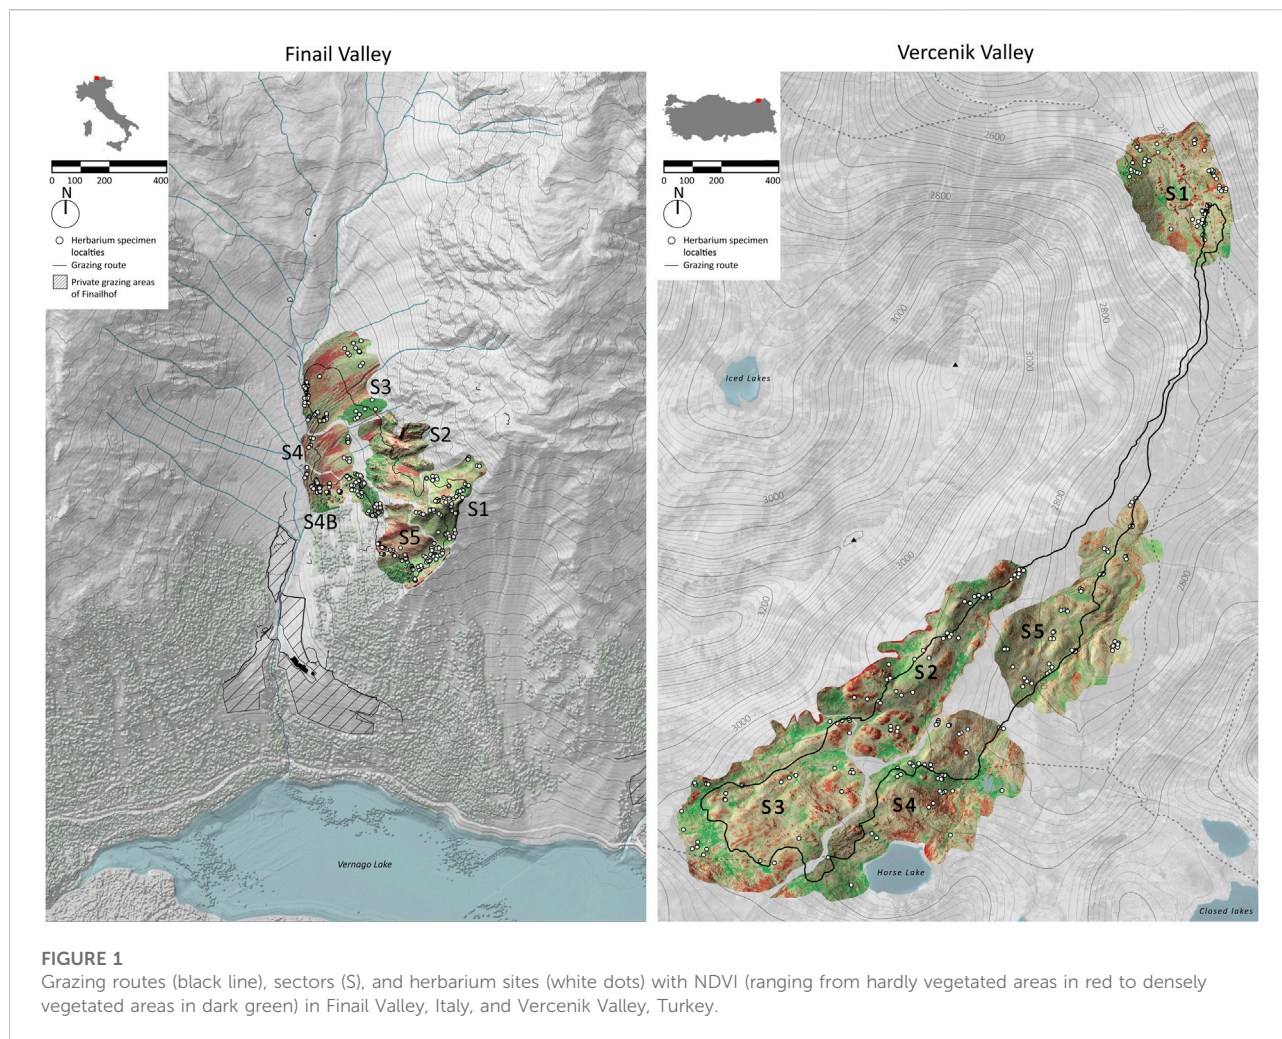 Finail Valley
0 100 200 400
N
Herbarium specimen
localties
Grazing route
Private grazing areas
of Finailhof
S3
S2
S4
S1
S4B
S5
Vernago Lake
Vercenik Valley
0 100 200 400
N
Herbarium specimen
localties
Grazing route
2600
2800
S1
3000
2800
3000
Iced Lakes
3000
2800
3000
2800
3200
S5
S2
3000
S3
S4
Horse Lake
Closed lakes
FIGURE 1
Grazing routes (black line), sectors (S), and herbarium sites (white dots) with NDVI (ranging from hardly vegetated areas in red to densely
vegetated areas in dark green) in Finail Valley, Italy, and Vercenik Valley, Turkey.